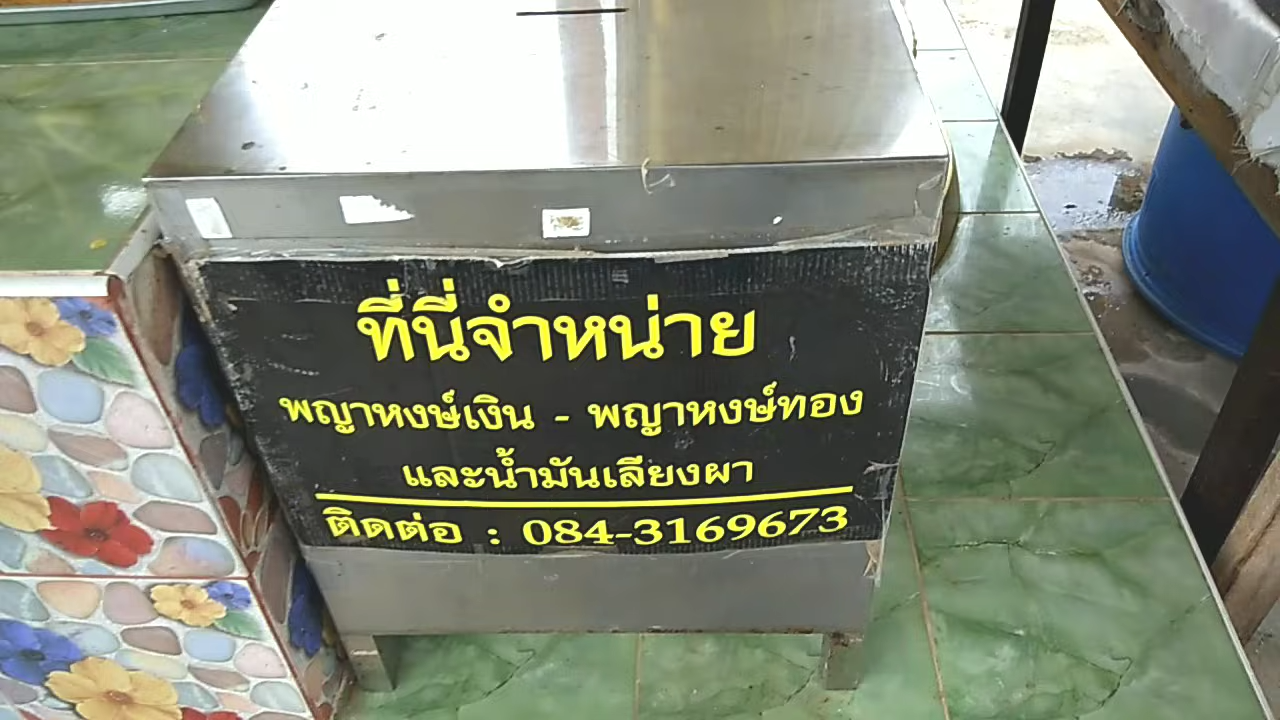 ที่นี่จำหน่าย
พญาหงษ์เงิน - พญาหงษ์ทอง
และน้ำมันเลียงผา
ติดต่อ : 084-3169673